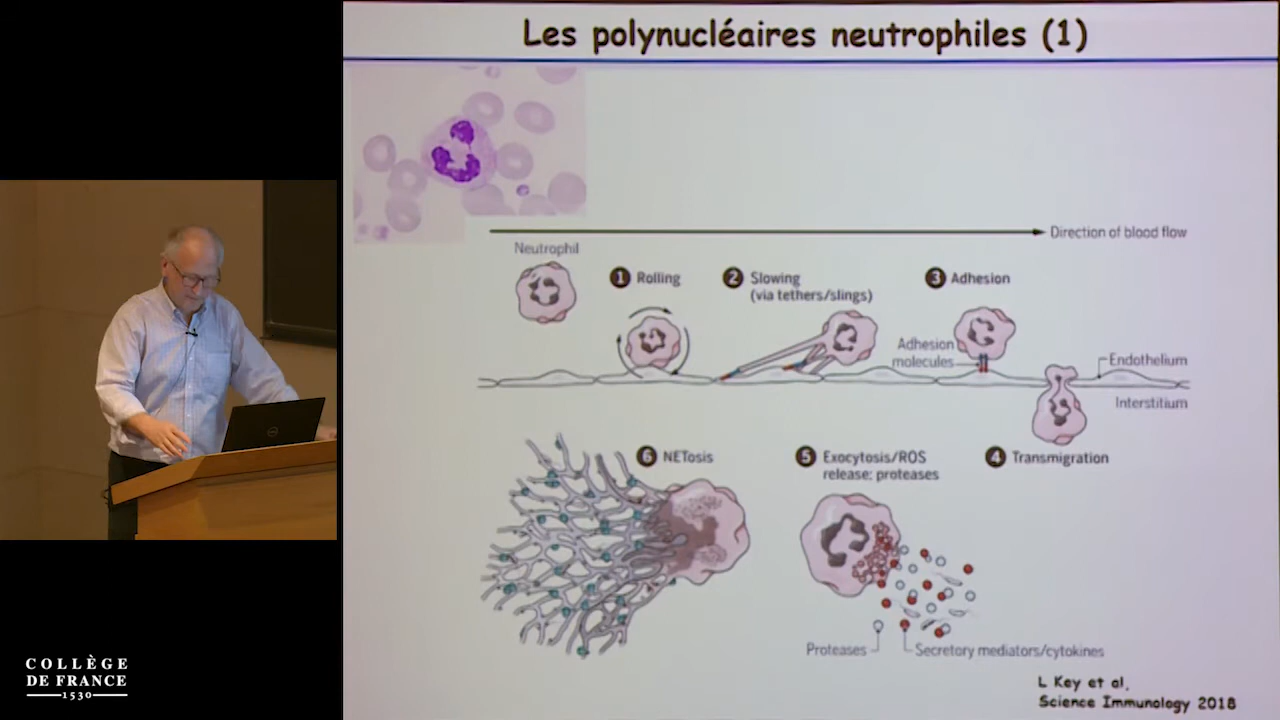 Les polynucléaires neutrophiles (1)
Direction of blood flow
Neutrophil
1 Rolling
2 Slowing
(via tethers/slings)
3 Adhesion
Adhesion
molecules
Endothelium
Interstitium
6 NETosis
5 Exocytosis/ROS
release; proteases
4 Transmigration
Proteases
Secretory mediators/cytokines
L Key et al,
Science Immunology 2018
COLLÈGE
DE FRANCE
1530